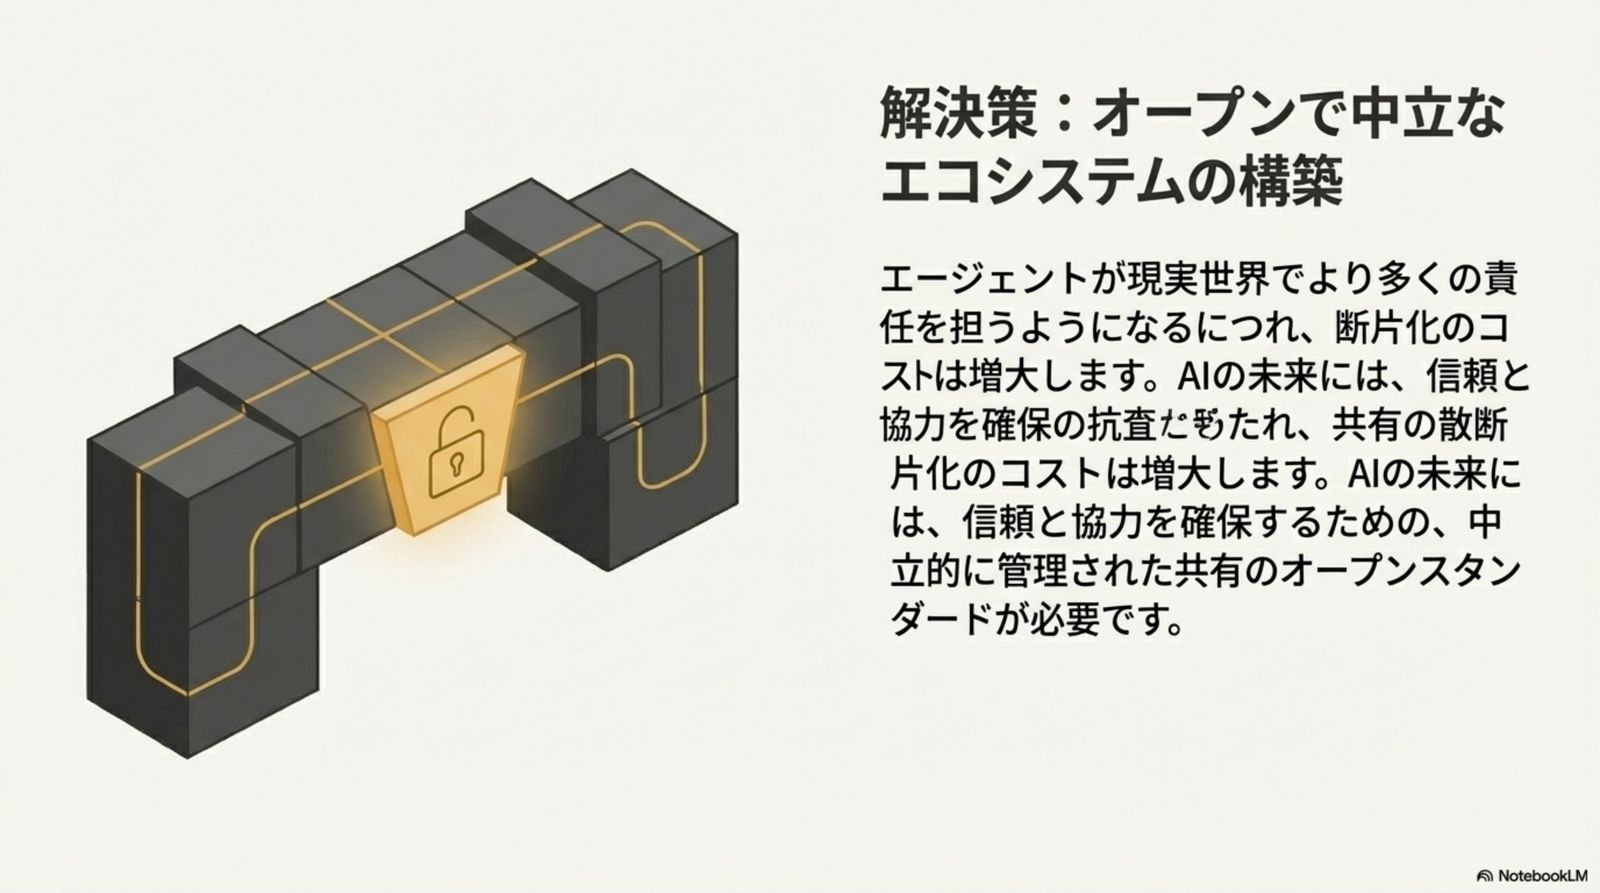 解決策：オープンで中立な
エコシステムの構築
エージェントが現実世界でより多くの責
任を担うようになるにつれ、断片化のコ
ストは増大します。AIの未来には、信頼と
協力を確保の抗査たれ、共有の散断
片化のコストは増大します。AIの未来に
は、信頼と協力を確保するための、中
立的に管理された共有のオープンスタン
ダードが必要です。
NotebookLM